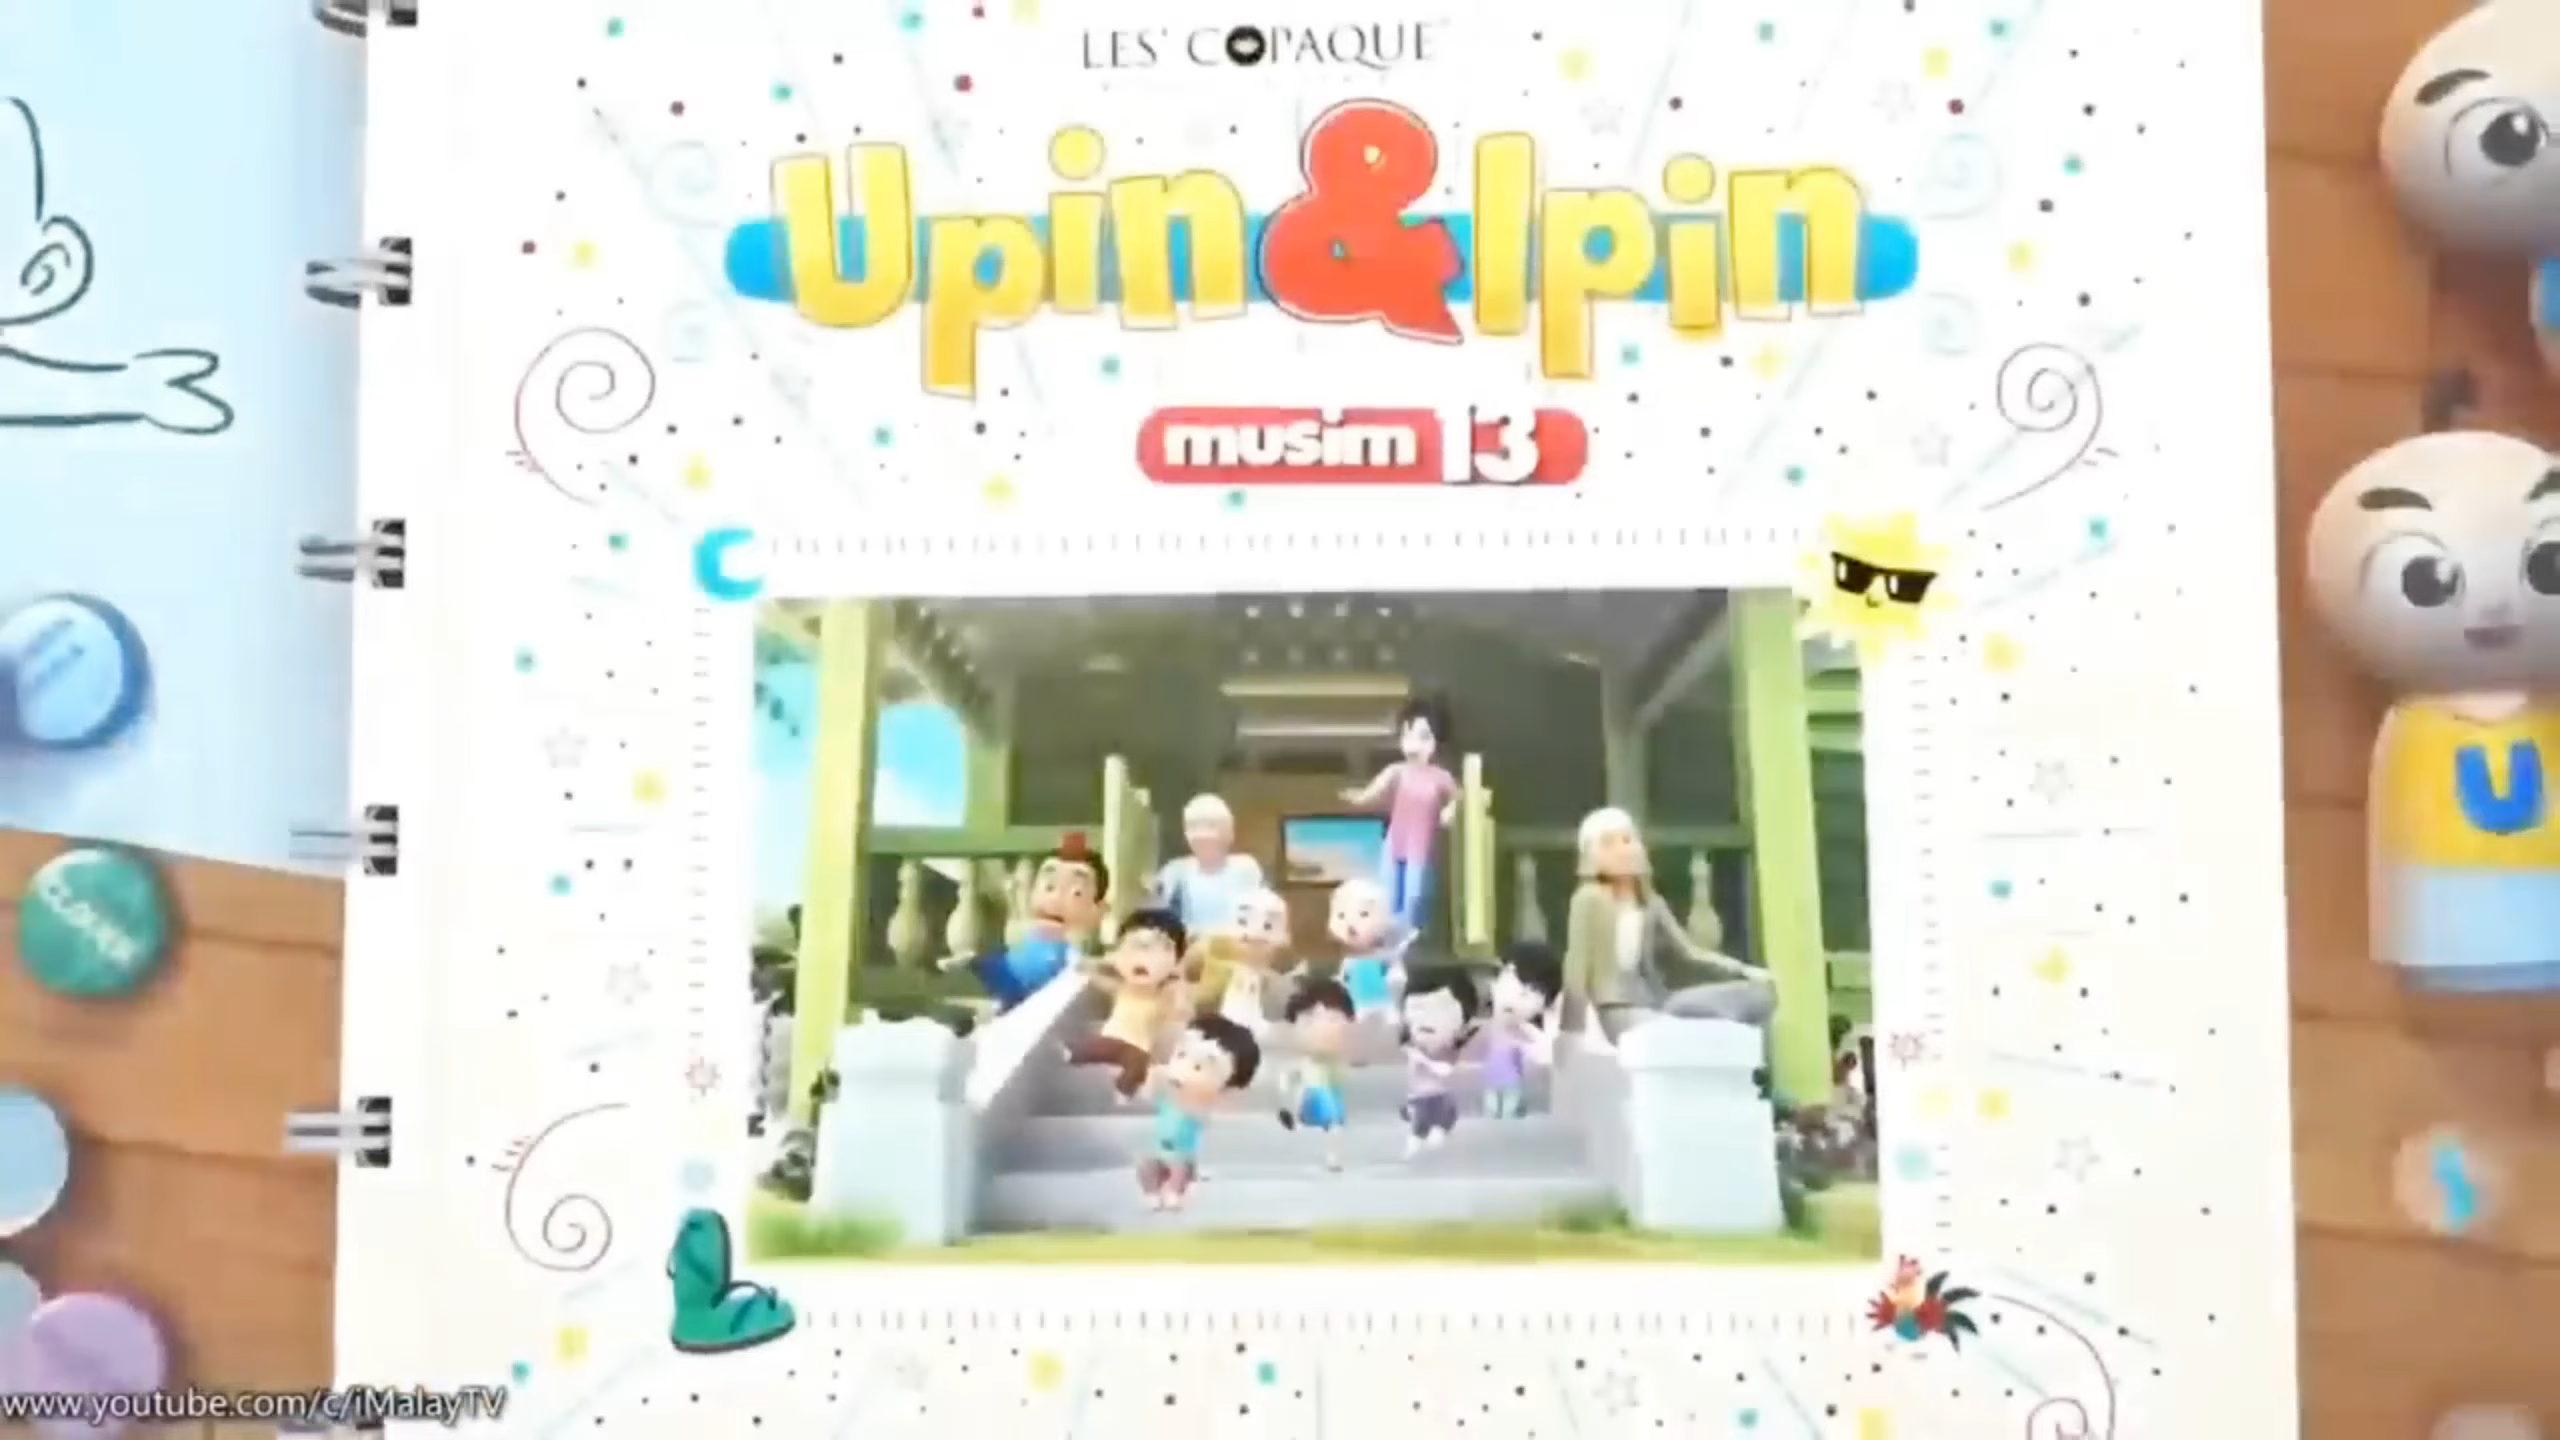 LES' COPAQUE
Upin & Ipin
musim 13
U
www.youtube.com/c/iMalayTV